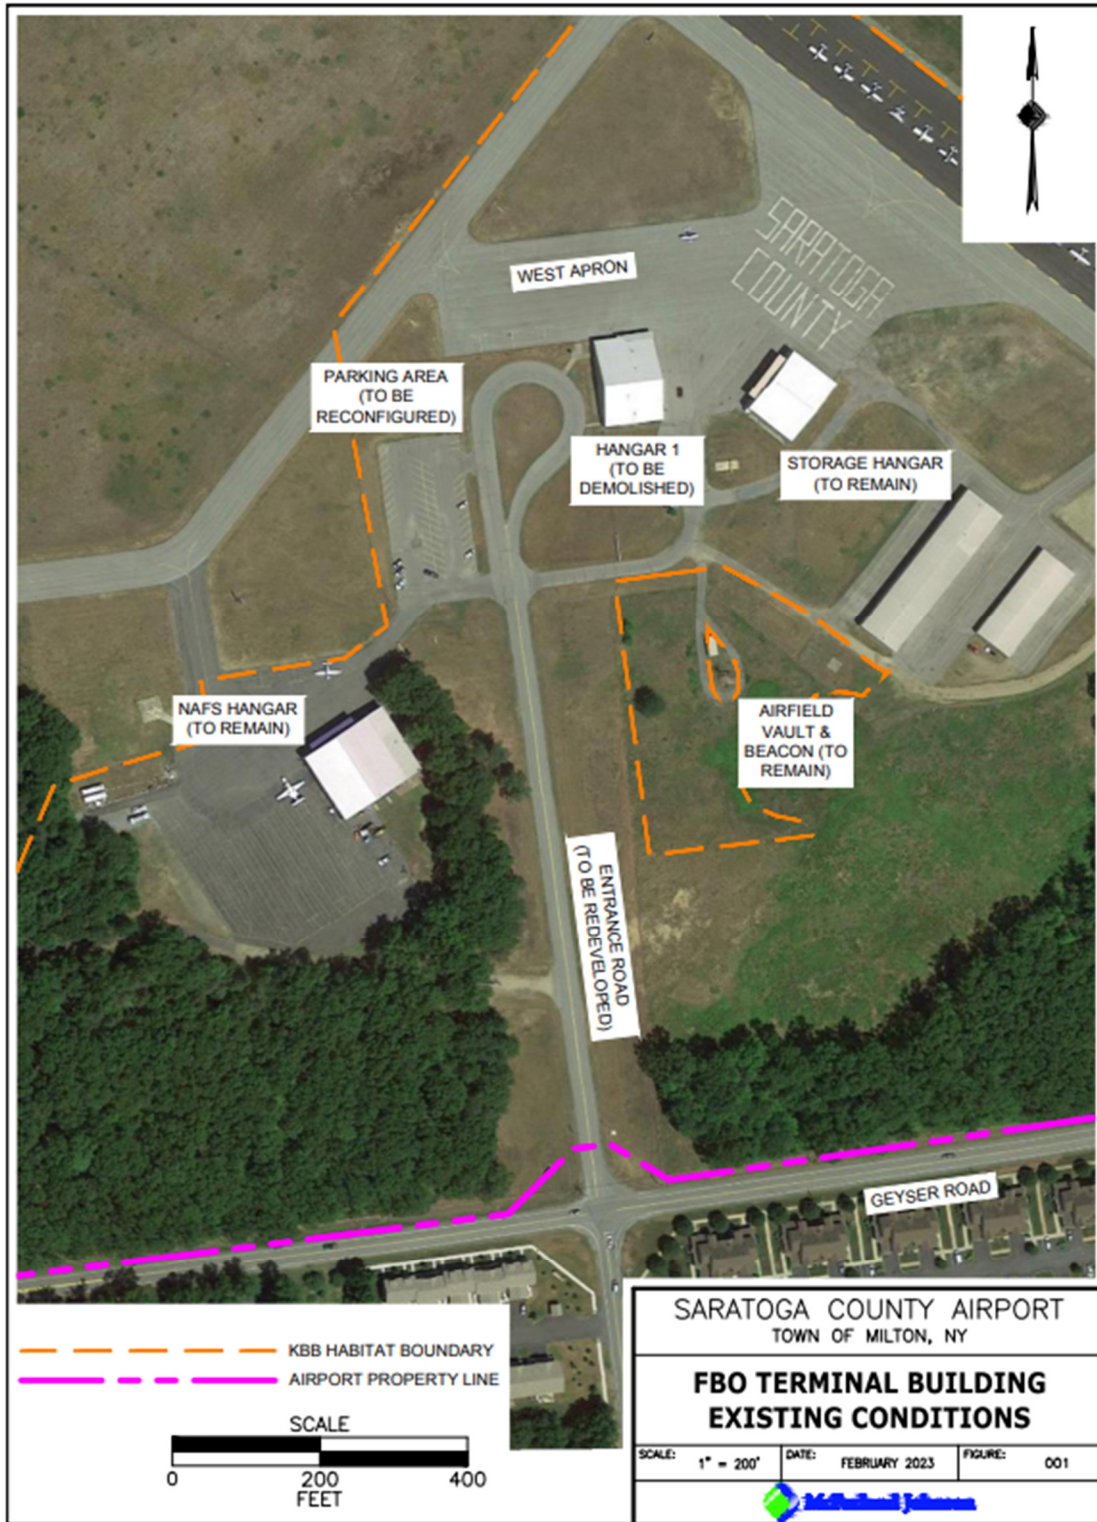 SARATOGA
COUNTY
WEST APRON
PARKING AREA
(TO BE
RECONFIGURED)
HANGAR 1
(TO BE
DEMOLISHED)
STORAGE HANGAR
(TO REMAIN)
NAFS HANGAR
(TO REMAIN)
AIRFIELD
VAULT &
BEACON (TO
REMAIN)
ENTRANCE ROAD
(TO BE REDEVELOPED)
GEYSER ROAD
KBB HABITAT BOUNDARY
AIRPORT PROPERTY LINE
SCALE
0 200 400
FEET
SARATOGA COUNTY AIRPORT
TOWN OF MILTON, NY
FBO TERMINAL BUILDING
EXISTING CONDITIONS
SCALE: 1" = 200' DATE: FEBRUARY 2023 FIGURE: 001
McFarland Johnson